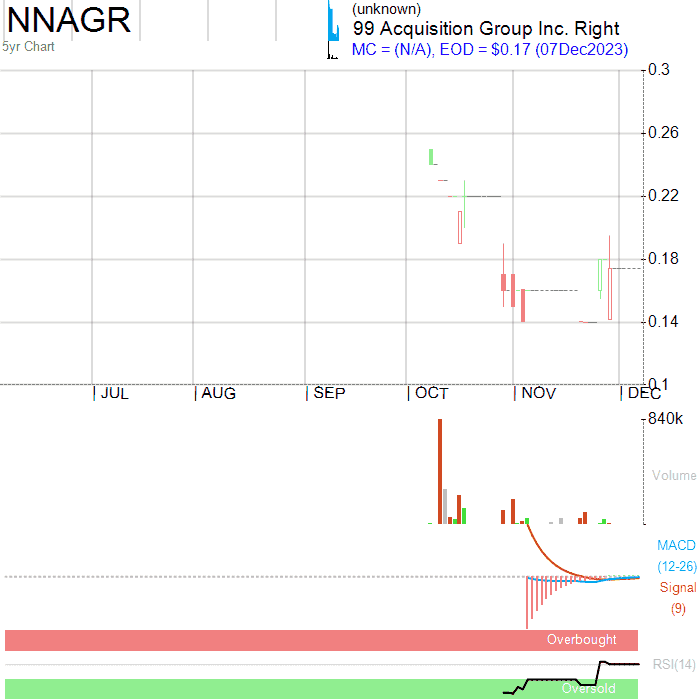 NNAGR
5yr Chart
(unknown)
99 Acquisition Group Inc. Right
MC = (N/A), EOD = $0.17 (07Dec2023)
0.3
0.26
0.22
0.18
0.14
0.1
JUL AUG SEP OCT NOV DEC
840k
Volume
MACD
(12-26)
Signal
(9)
Overbought
RSI(14)
Oversold